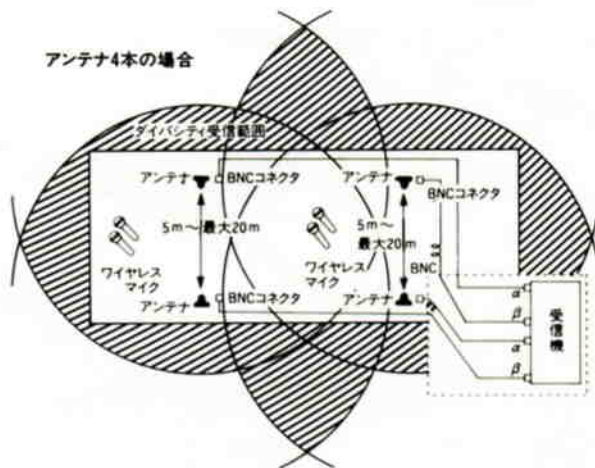 アンテナ4本の場合
ダイバシティ受信範囲
アンテナ
BNCコネクタ
アンテナ
BNCコネクタ
5m〜最大20m
5m〜
最大20m
ワイヤレス
マイク
ワイヤレス
マイク
BNC
アンテナ
BNCコネクタ
アンテナ
α
β
α
β
受信機